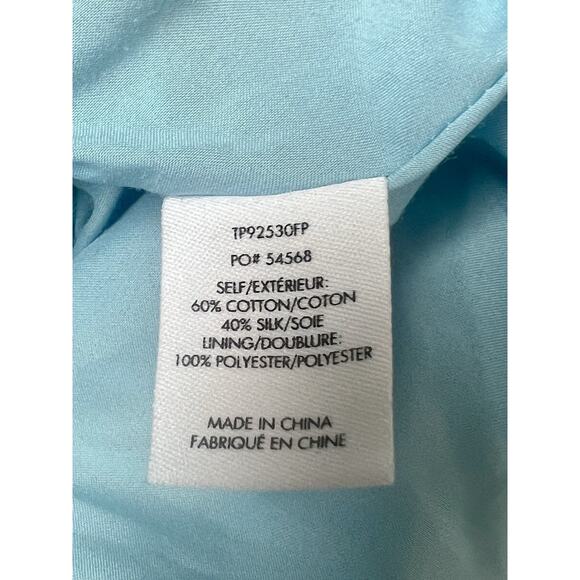 TP92530FP
PO# 54568
SELF/EXTÉRIEUR:
60% COTTON/COTON
40% SILK/SOIE
LINING/DOUBLURE:
100% POLYESTER/POLYESTER
MADE IN CHINA
FABRIQUÉ EN CHINE